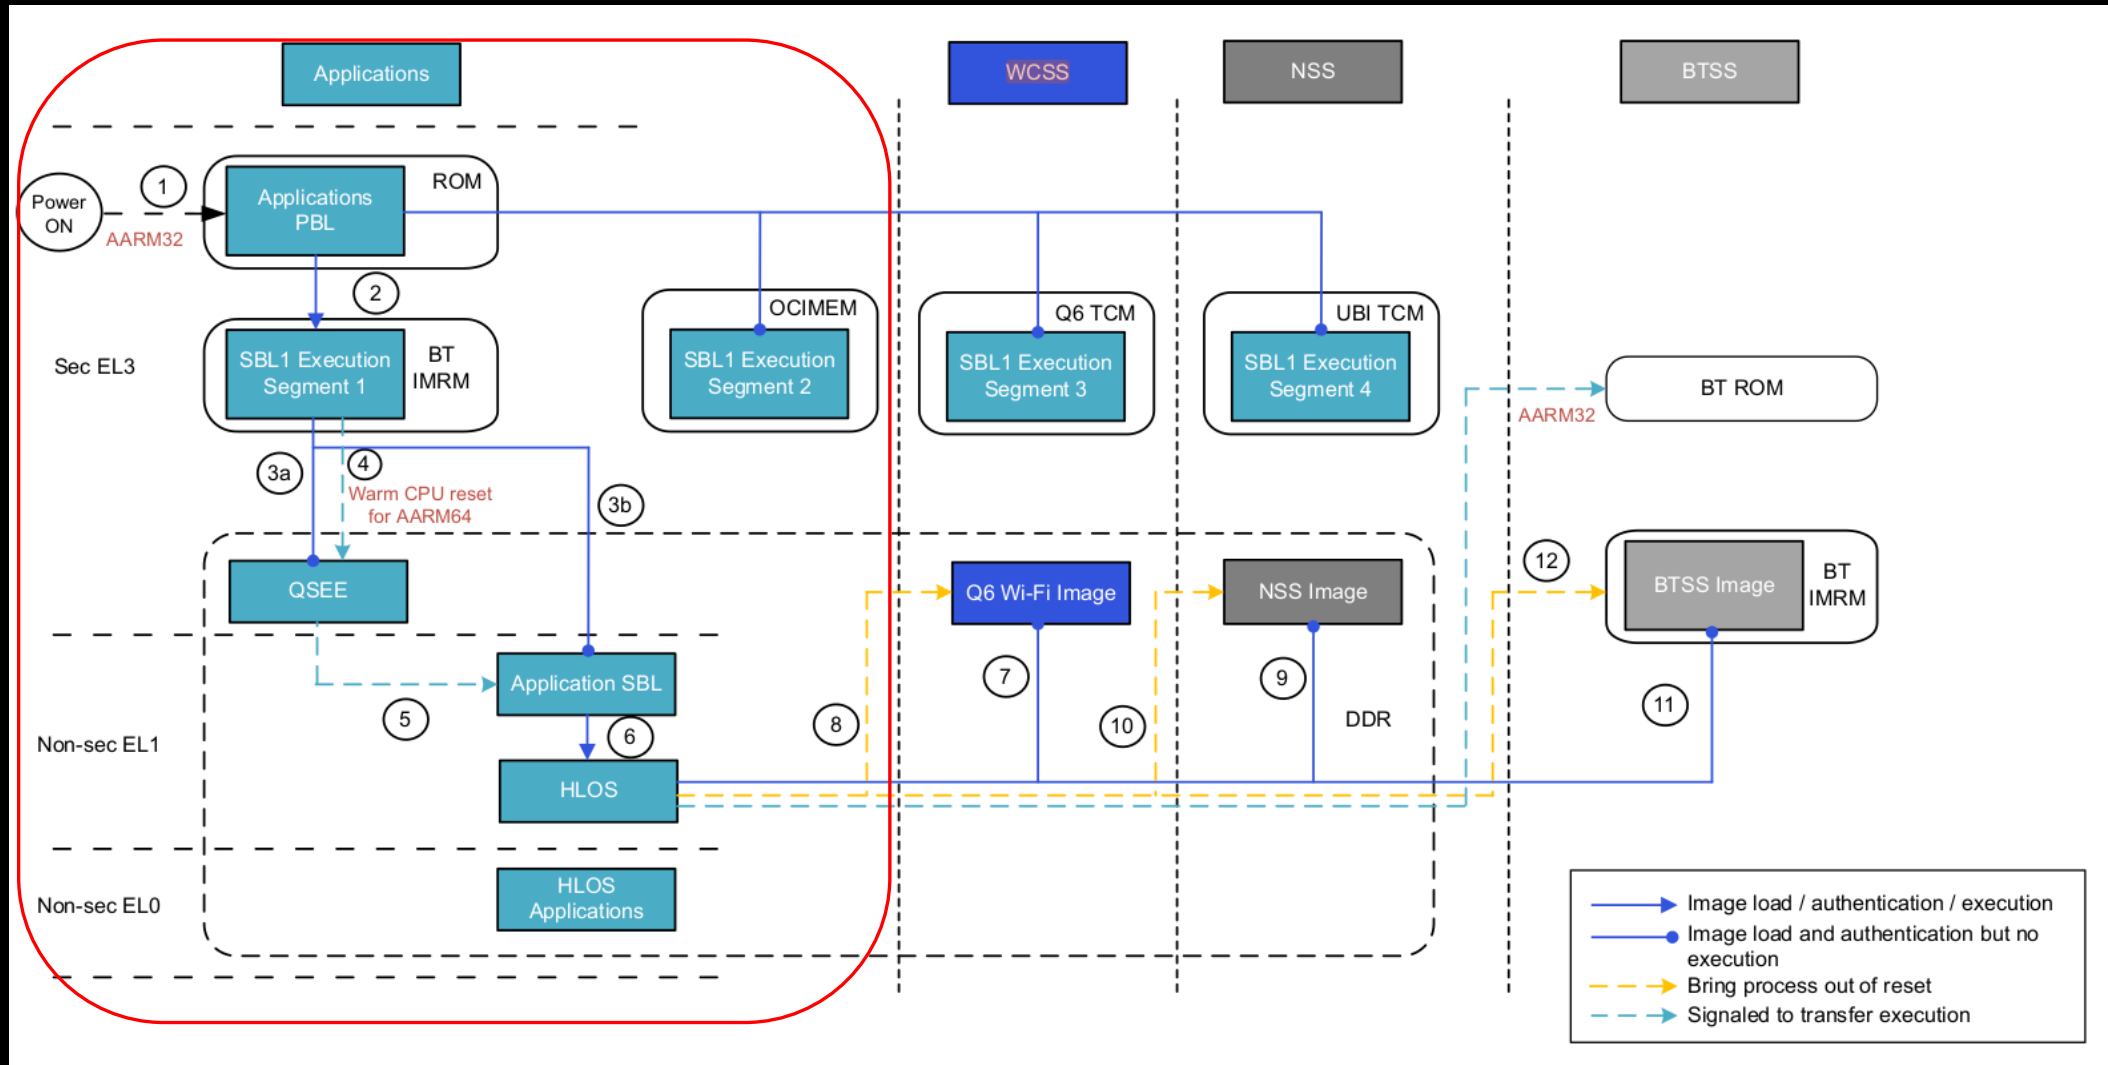 Applications
WCSS
NSS
BTSS
Power
ON
1
AARM32
Applications
PBL
ROM
2
Sec EL3
SBL1 Execution
Segment 1
BT
IMRM
OCIMEM
SBL1 Execution
Segment 2
Q6 TCM
SBL1 Execution
Segment 3
UBI TCM
SBL1 Execution
Segment 4
BT ROM
AARM32
3a
4
Warm CPU reset
for AARM64
3b
QSEE
Q6 Wi-Fi Image
NSS Image
12
BTSS Image
BT
IMRM
5
Application SBL
6
Non-sec EL1
HLOS
8
7
10
9
DDR
11
Non-sec EL0
HLOS
Applications
Image load / authentication / execution
Image load and authentication but no
execution
Bring process out of reset
Signaled to transfer execution